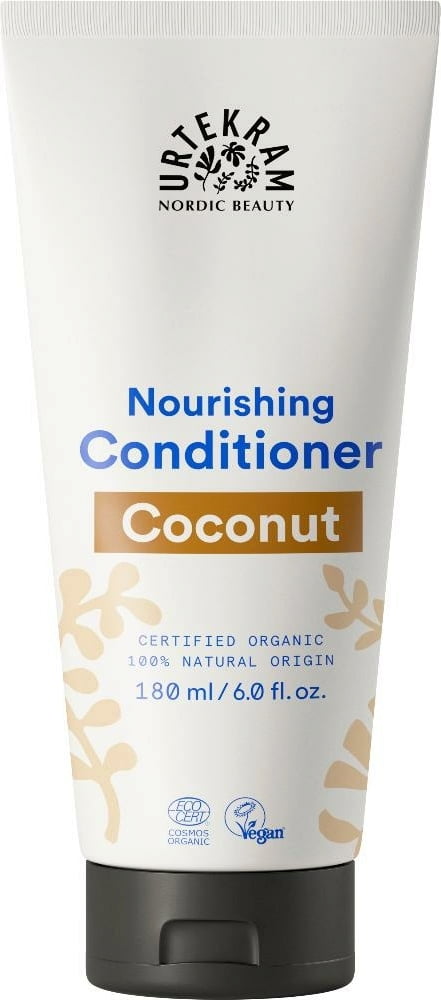 URTEKRAM
NORDIC BEAUTY
Nourishing
Conditioner
Coconut
CERTIFIED ORGANIC
100% NATURAL ORIGIN
180 ml/6.0 fl.oz.
ECO
CERT
COSMOS
ORGANIC
Vegan